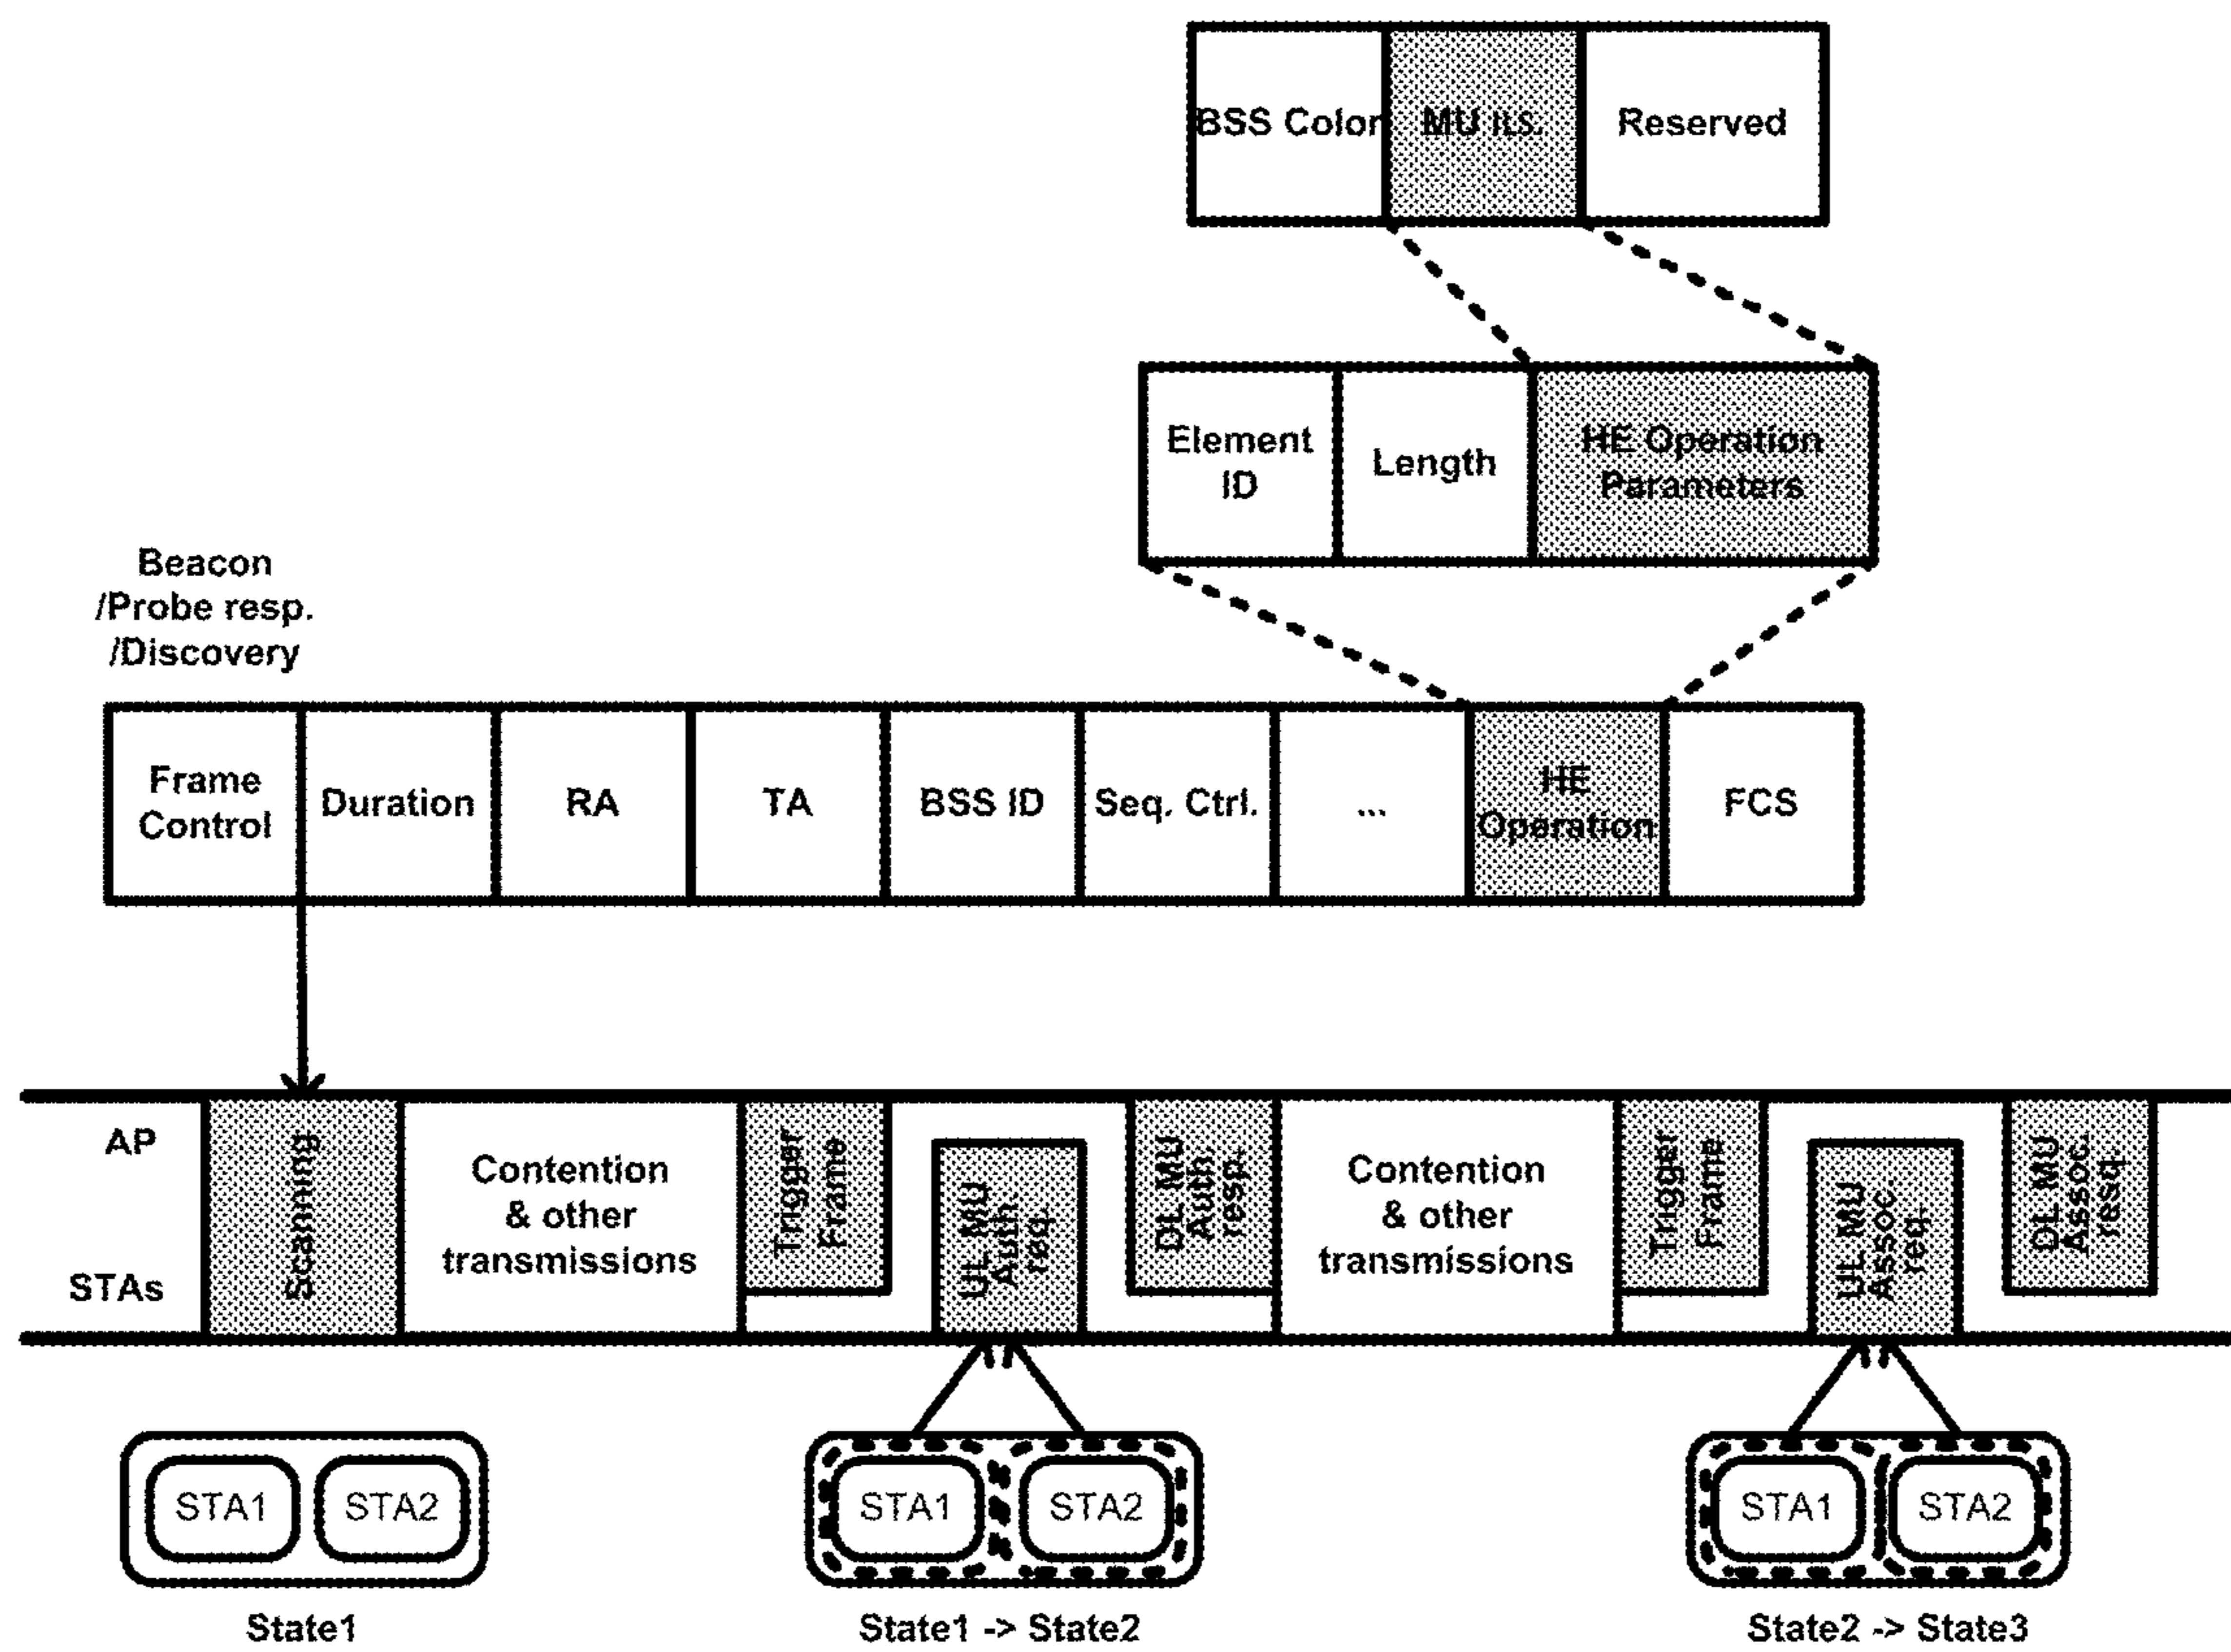 BSS Color
MU ILS.
Reserved
Element
ID
Length
HE Operation
Parameters
Beacon
/Probe resp.
/Discovery
Frame
Control
Duration
RA
TA
BSS ID
Seq. Ctrl.
...
HE
Operation
FCS
AP
STAs
Scanning
Contention
& other
transmissions
Trigger
Frame
UL MU
Auth.
req.
DL MU
Auth.
resp.
Contention
& other
transmissions
Trigger
Frame
UL MU
Assoc.
req.
DL MU
Assoc.
resq.
STA1
STA2
State1
STA1
STA2
State1 -> State2
STA1
STA2
State2 -> State3